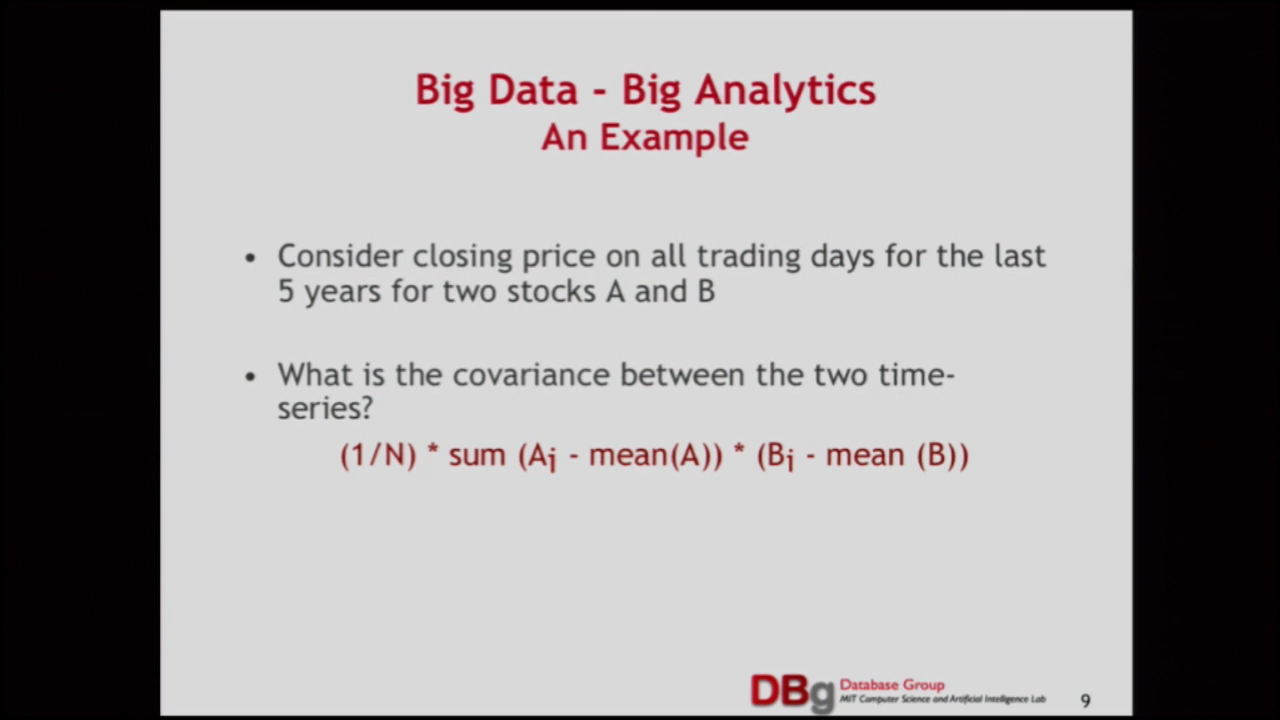 Big Data - Big Analytics
An Example
• Consider closing price on all trading days for the last
5 years for two stocks A and B
• What is the covariance between the two time-
series?
(1/N) * sum (Ai - mean(A)) * (Bi - mean (B))
DBg Database Group
MIT Computer Science and Artificial Intelligence Lab
9